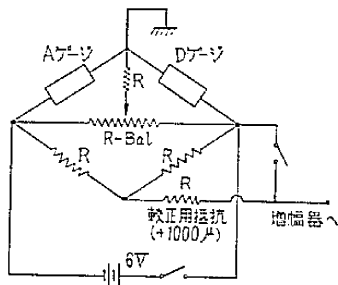 Aゲージ
Dゲージ
R
R-Bal
R
R
R
較正用抵抗
(+1000μ)
増幅器へ
6V